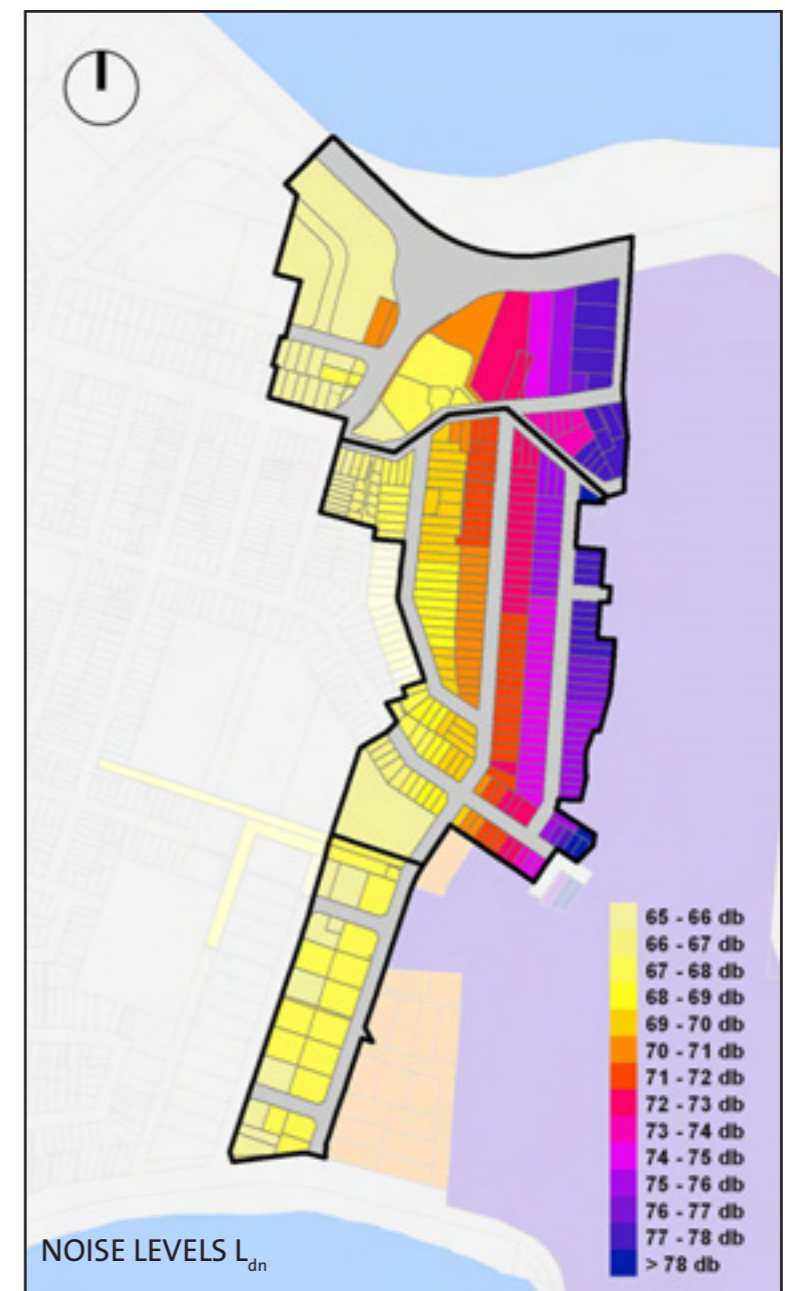 65 - 66 db
66 - 67 db
67 - 68 db
68 - 69 db
69 - 70 db
70 - 71 db
71 - 72 db
72 - 73 db
73 - 74 db
74 - 75 db
75 - 76 db
76 - 77 db
77 - 78 db
> 78 db
NOISE LEVELS Ldn